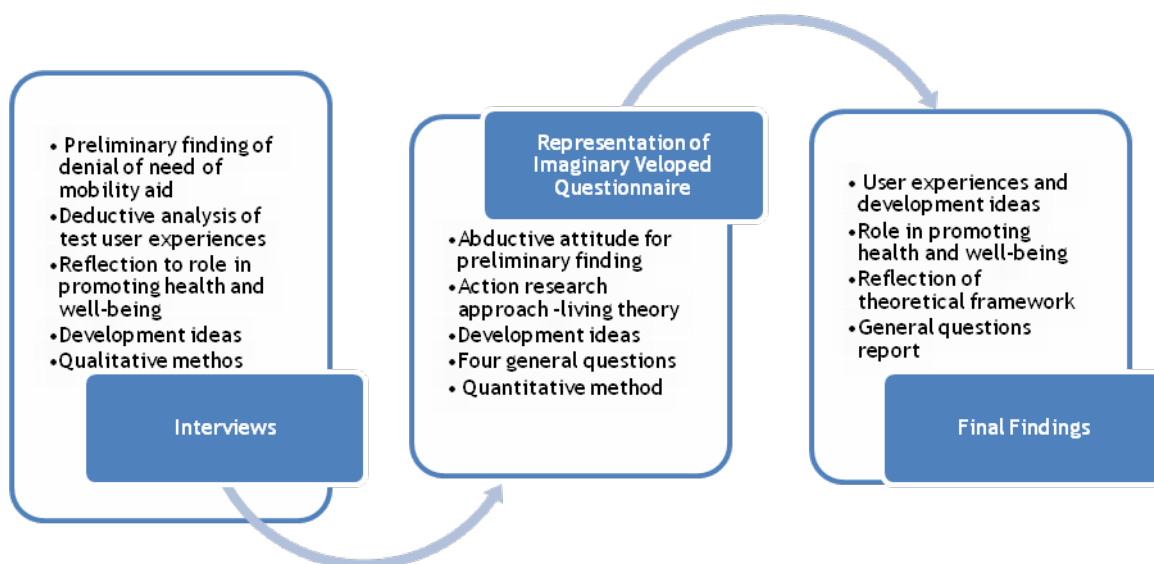 • Preliminary finding of
denial of need of
mobility aid
•Deductive analysis of
test user experiences
•Reflection to role in
promoting health and
well-being
•Development ideas
•Qualitative methos
Interviews
Representation of
Imaginary Veloped
Questionnaire
•Abductive attitude for
preliminary finding
•Action research
approach -living theory
•Development ideas
•Four general questions
• Quantitative method
• User experiences and
development ideas
•Role in promoting
health and well-being
•Reflection of
theoretical framework
•General questions
report
Final Findings